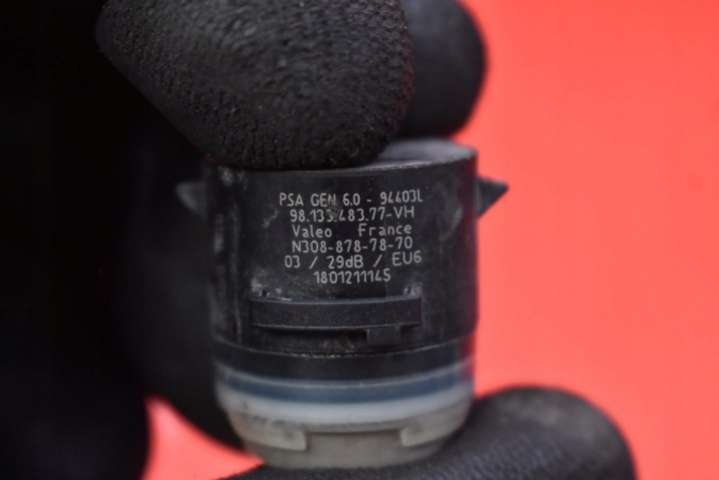 PSA GEN 6.0 - 94403L
98.133.483.77-VH
Valeo France
N308-878-78-70
03 / 29dB / EU6
1801211145